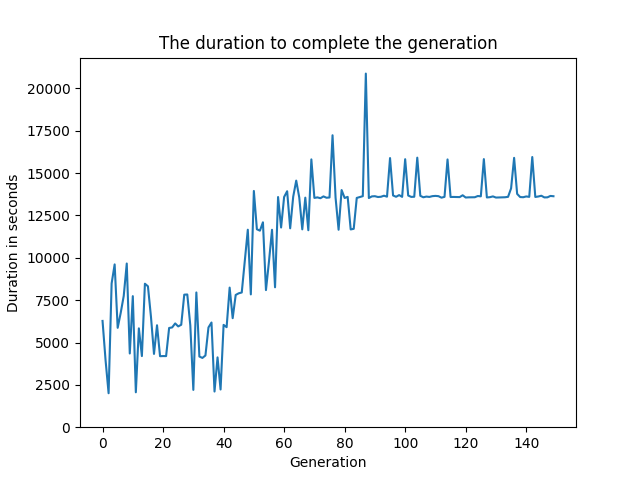 The duration to complete the generation
20000
17500
15000
12500
10000
7500
5000
2500
0
Duration in seconds
0 20 40 60 80 100 120 140
Generation